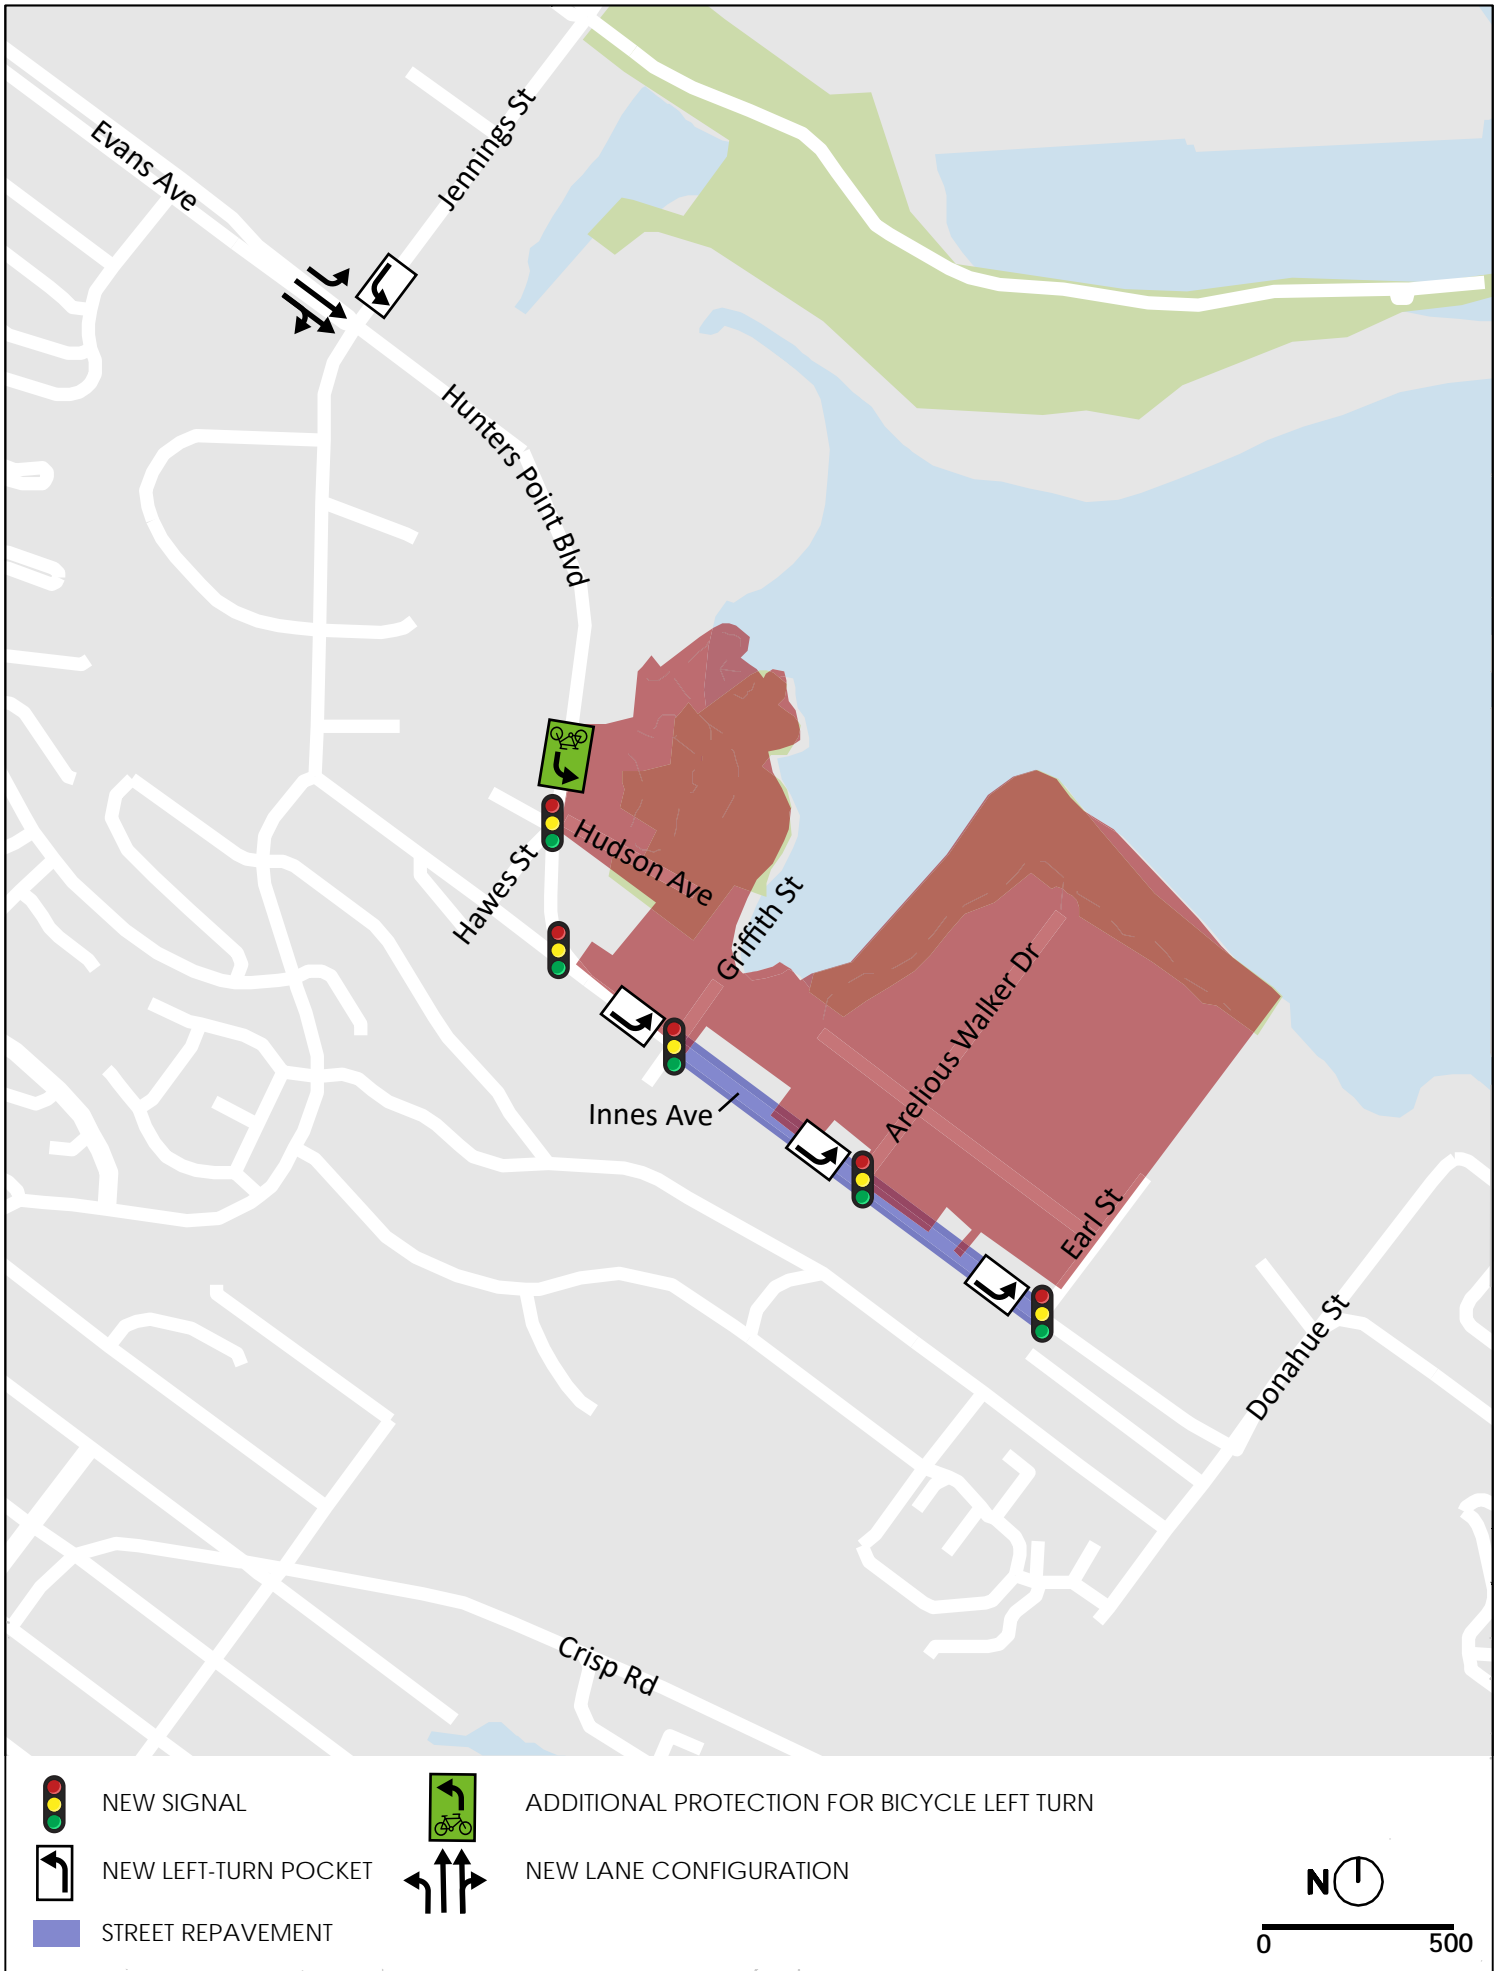 Evans Ave
Jennings St
Hunters Point Blvd
Hudson Ave
Hawes St
Griffith St
Arelious Walker Dr
Innes Ave
Earl St
Donahue St
Crisp Rd
NEW SIGNAL
ADDITIONAL PROTECTION FOR BICYCLE LEFT TURN
NEW LEFT-TURN POCKET
NEW LANE CONFIGURATION
STREET REPAVEMENT
N
0 500